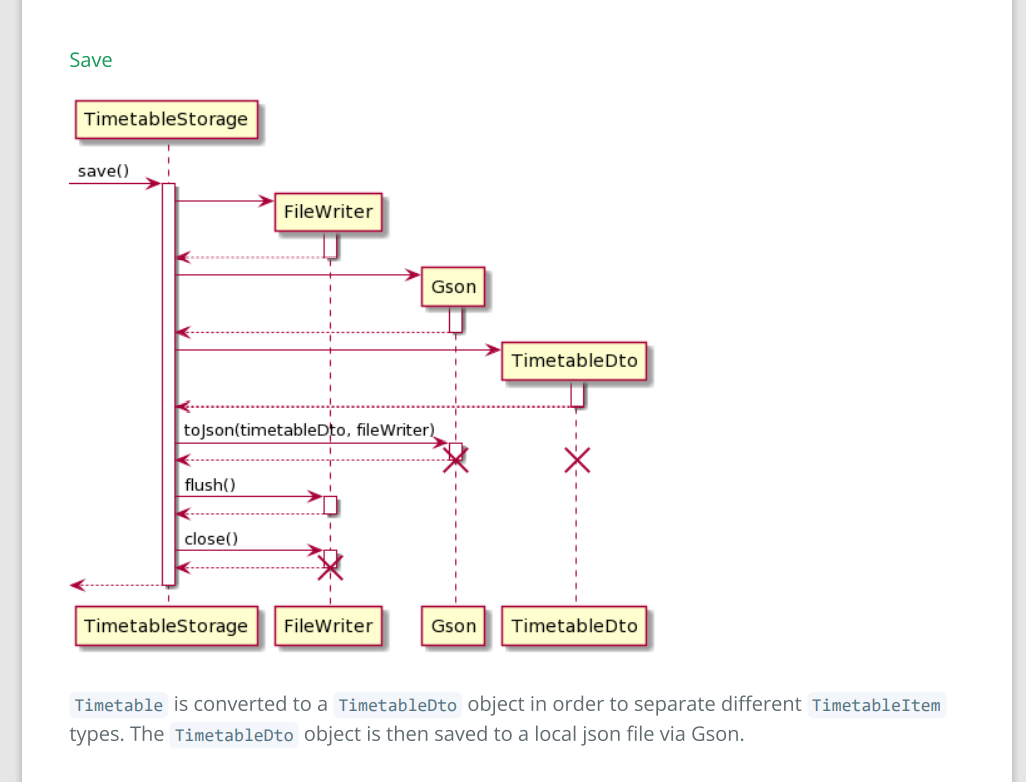 Save
TimetableStorage
save()
FileWriter
Gson
TimetableDto
toJson(timetableDto, fileWriter)
flush()
close()
TimetableStorage FileWriter Gson TimetableDto
Timetable is converted to a TimetableDto object in order to separate different TimetableItem
types. The TimetableDto object is then saved to a local json file via Gson.